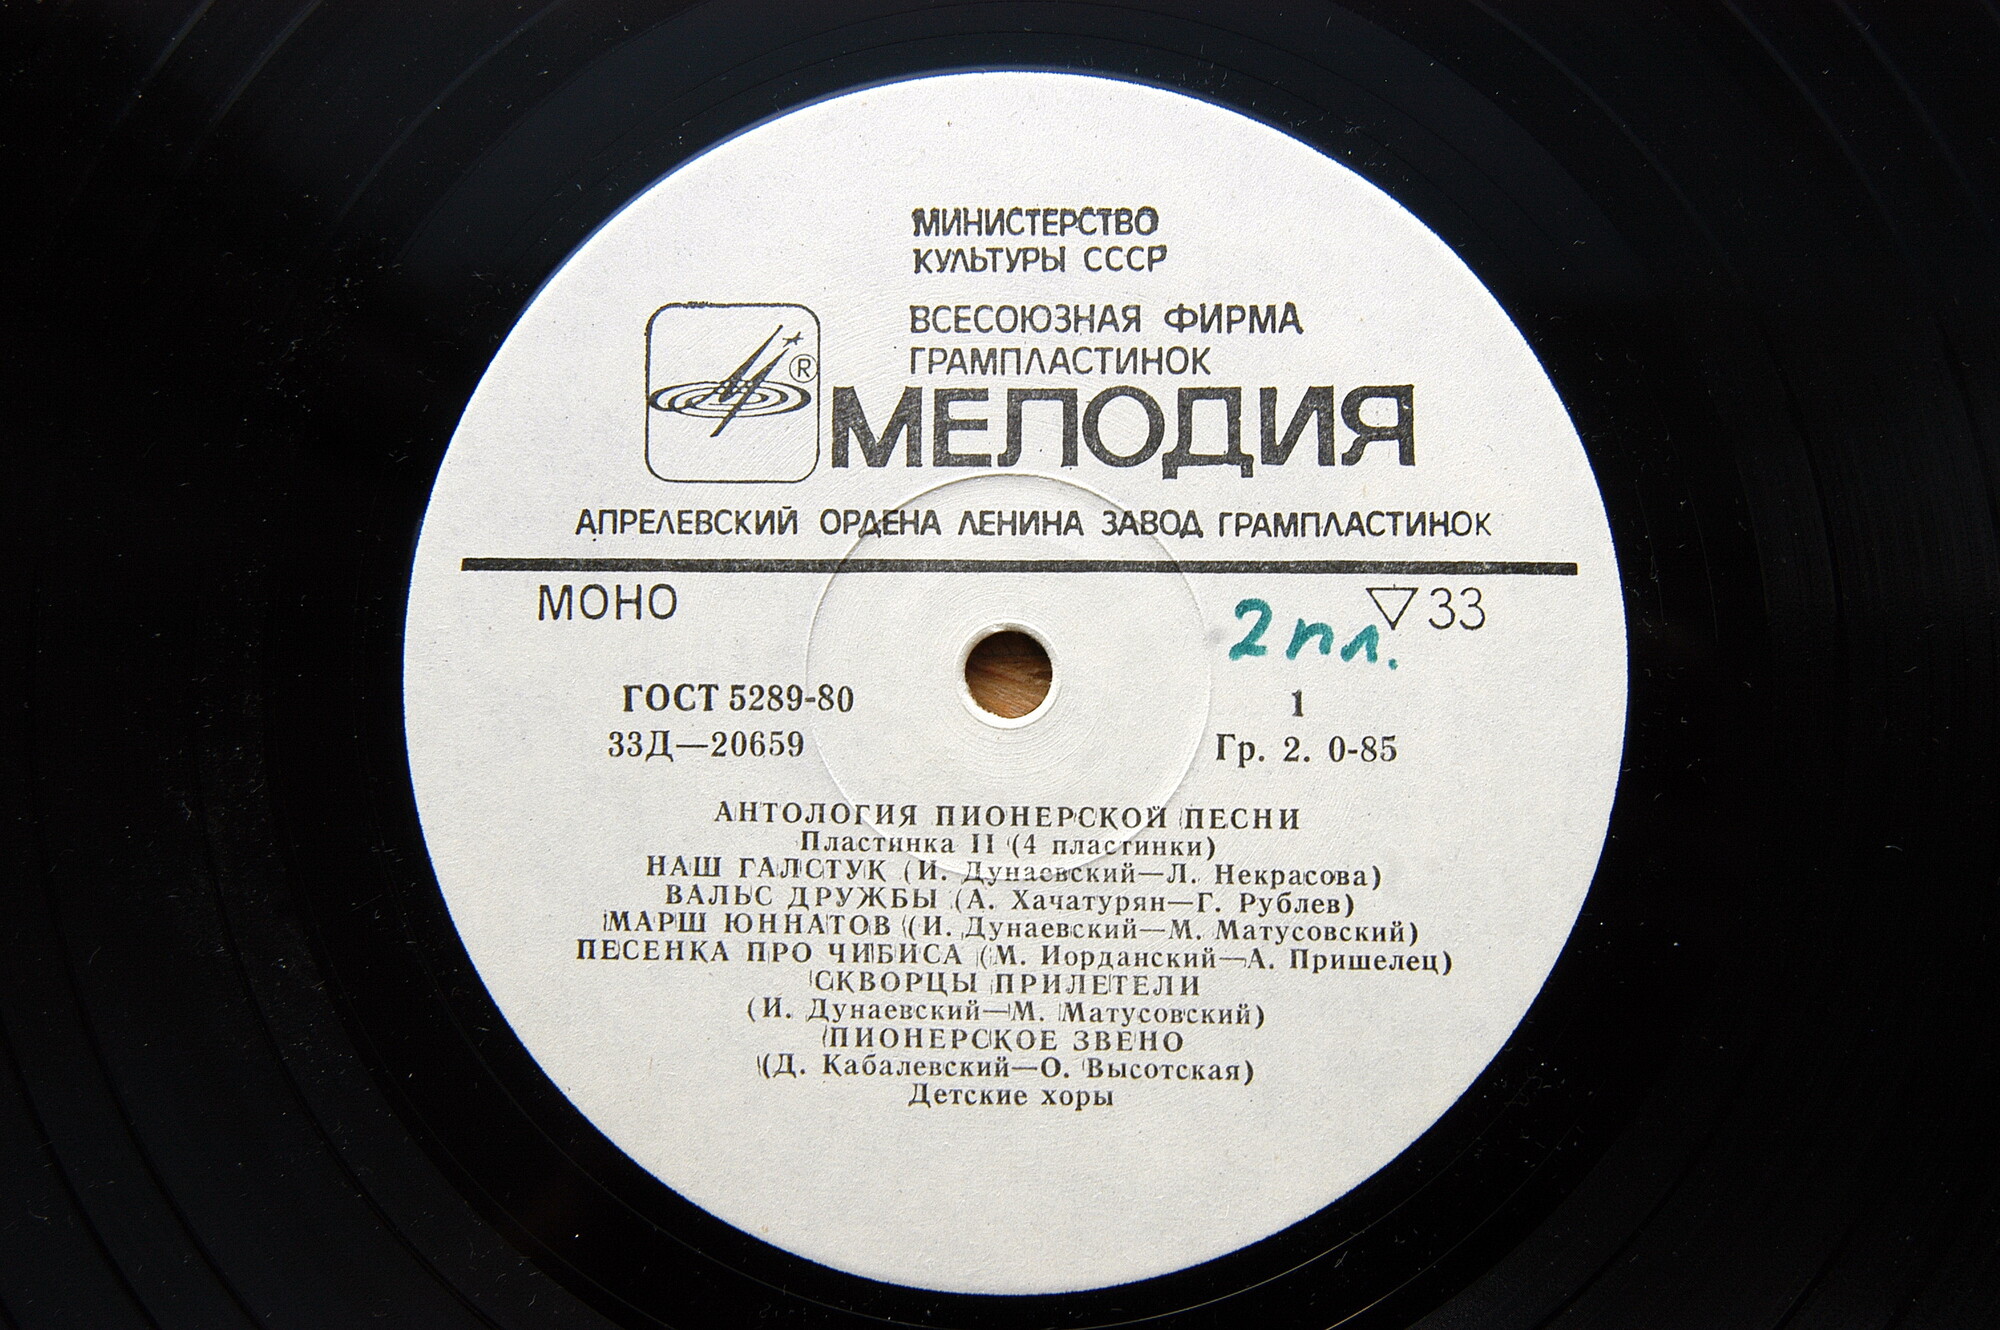 МИНИСТЕРСТВО
КУЛЬТУРЫ СССР
ВСЕСОЮЗНАЯ ФИРМА
ГРАМПЛАСТИНОК
®
МЕЛОДИЯ
АПРЕЛЕВСКИЙ ОРДЕНА ЛЕНИНА ЗАВОД ГРАМПЛАСТИНОК
МОНО ▽33
2 пл.
ГОСТ 5289-80 1
33Д—20659 Гр. 2. 0-85
АНТОЛОГИЯ ПИОНЕРСКОЙ ПЕСНИ
Пластинка II (4 пластинки)
НАШ ГАЛСТУК (И. Дунаевский—Л. Некрасова)
ВАЛЬС ДРУЖБЫ (А. Хачатурян—Г. Рублев)
МАРШ ЮННАТОВ (И. Дунаевский—М. Матусовский)
ПЕСЕНКА ПРО ЧИБИСА (М. Иорданский—А. Пришелец)
СКВОРЦЫ ПРИЛЕТЕЛИ
(И. Дунаевский—М. Матусовский)
ПИОНЕРСКОЕ ЗВЕНО
(Д. Кабалевский—О. Высотская)
Детские хоры